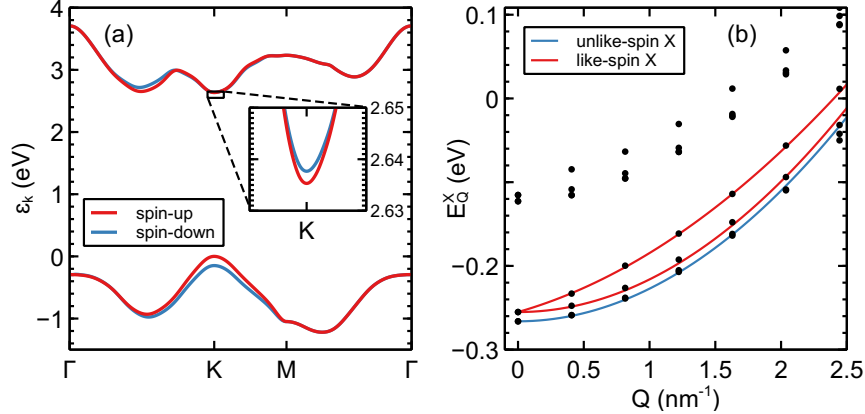 (a)
ε_k (eV)
4
3
2
1
0
−1
spin-up
spin-down
2.65
2.64
2.63
K
Γ
K
M
Γ
(b)
E_Q^X (eV)
0.1
0
−0.2
−0.3
unlike-spin X
like-spin X
0
0.5
1
1.5
2
2.5
Q (nm⁻¹)